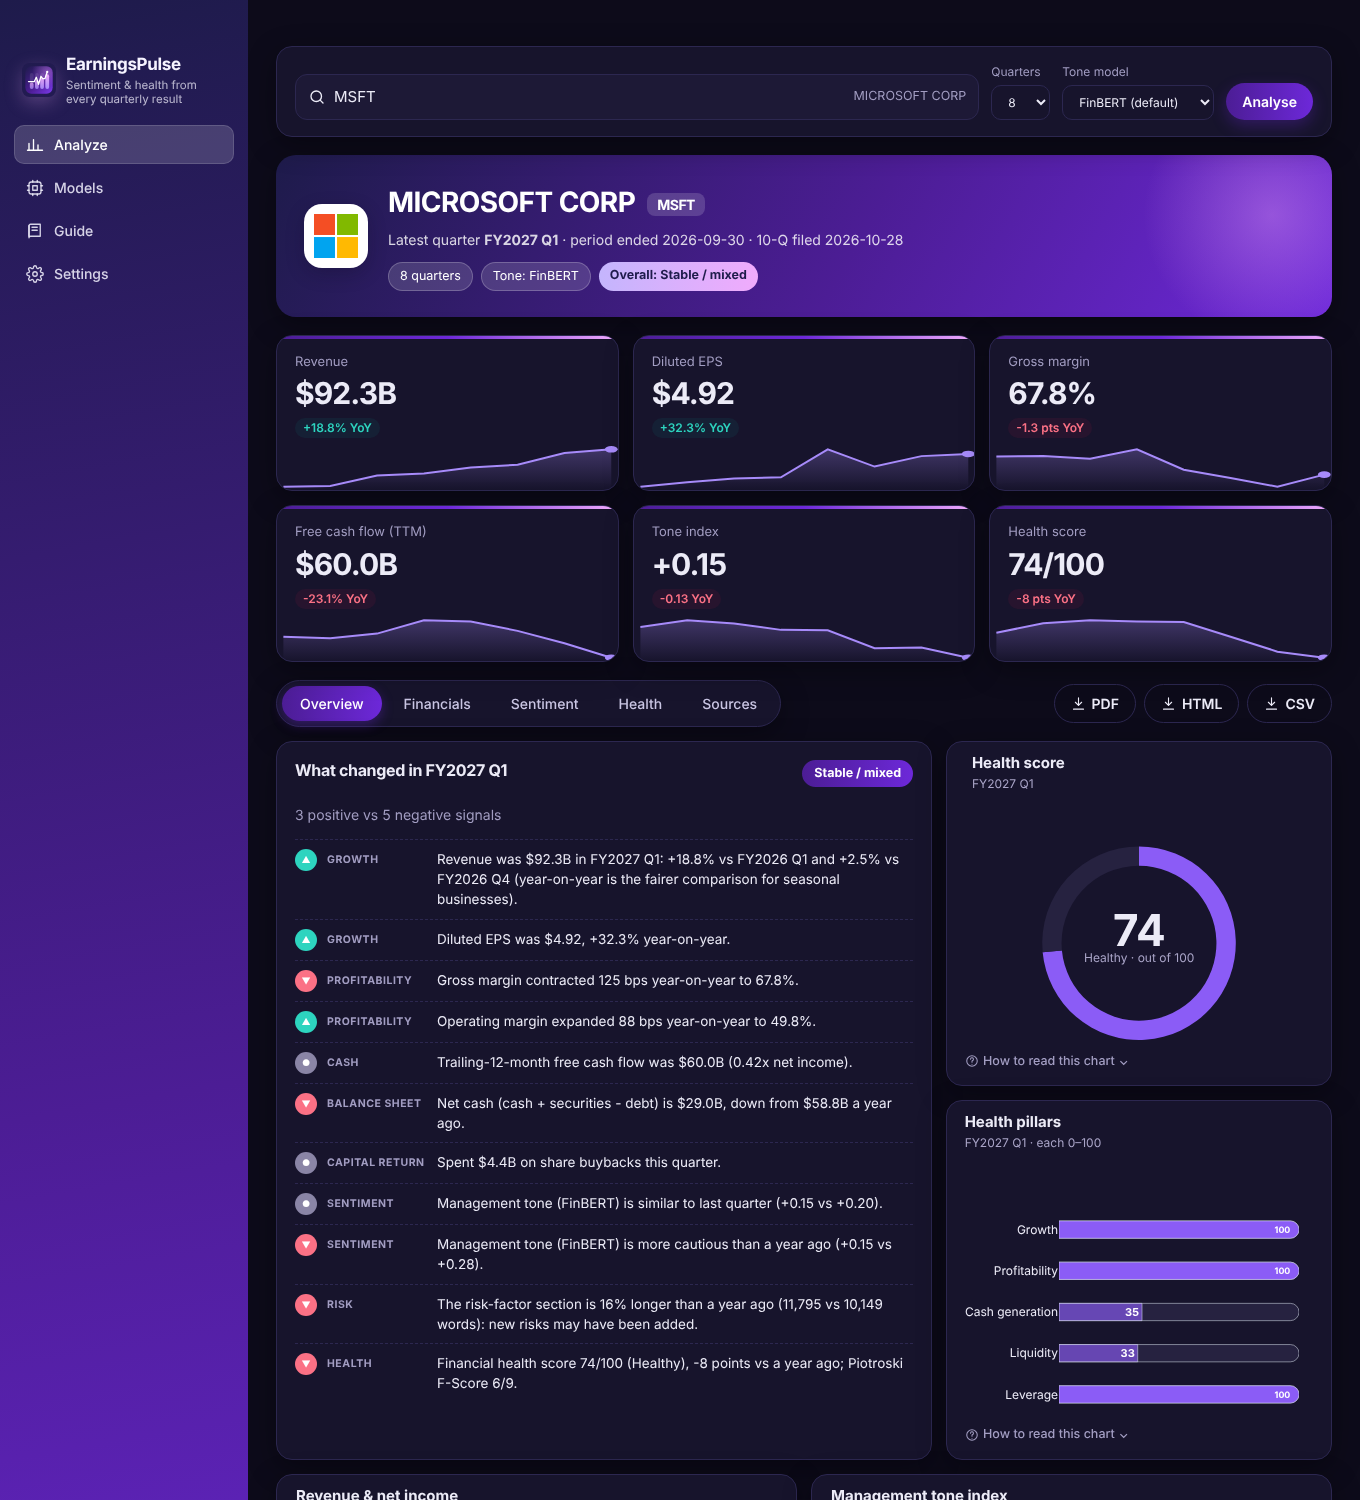 EarningsPulse
Sentiment & health from
every quarterly result
Analyze
Models
Guide
Settings
MSFT
MICROSOFT CORP
Quarters
8
Tone model
FinBERT (default)
Analyse
MICROSOFT CORP
MSFT
Latest quarter FY2027 Q1 · period ended 2026-09-30 · 10-Q filed 2026-10-28
8 quarters
Tone: FinBERT
Overall: Stable / mixed
Revenue
$92.3B
+18.8% YoY
Diluted EPS
$4.92
+32.3% YoY
Gross margin
67.8%
-1.3 pts YoY
Free cash flow (TTM)
$60.0B
-23.1% YoY
Tone index
+0.15
-0.13 YoY
Health score
74/100
-8 pts YoY
Overview
Financials
Sentiment
Health
Sources
PDF
HTML
CSV
What changed in FY2027 Q1
Stable / mixed
3 positive vs 5 negative signals
GROWTH
Revenue was $92.3B in FY2027 Q1: +18.8% vs FY2026 Q1 and +2.5% vs
FY2026 Q4 (year-on-year is the fairer comparison for seasonal
businesses).
GROWTH
Diluted EPS was $4.92, +32.3% year-on-year.
PROFITABILITY
Gross margin contracted 125 bps year-on-year to 67.8%.
PROFITABILITY
Operating margin expanded 88 bps year-on-year to 49.8%.
CASH
Trailing-12-month free cash flow was $60.0B (0.42x net income).
BALANCE SHEET
Net cash (cash + securities - debt) is $29.0B, down from $58.8B a year
ago.
CAPITAL RETURN
Spent $4.4B on share buybacks this quarter.
SENTIMENT
Management tone (FinBERT) is similar to last quarter (+0.15 vs +0.20).
SENTIMENT
Management tone (FinBERT) is more cautious than a year ago (+0.15 vs
+0.28).
RISK
The risk-factor section is 16% longer than a year ago (11,795 vs 10,149
words): new risks may have been added.
HEALTH
Financial health score 74/100 (Healthy), -8 points vs a year ago; Piotroski
F-Score 6/9.
Health score
FY2027 Q1
74
Healthy · out of 100
How to read this chart
Health pillars
FY2027 Q1 · each 0–100
Growth
100
Profitability
100
Cash generation
35
Liquidity
33
Leverage
100
How to read this chart
Revenue & net income
Management tone index